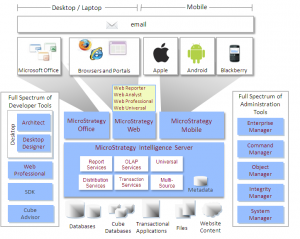 Desktop / Laptop
Mobile
email
Microsoft Office
Browsers and Portals
Apple
Android
Blackberry
Web Reporter
Web Analyst
Web Professional
Web Universal
Full Spectrum of
Developer Tools
Desktop
Architect
Desktop
Designer
Web
Professional
SDK
Cube
Advisor
MicroStrategy
Office
MicroStrategy
Web
MicroStrategy
Mobile
MicroStrategy Intelligence Server
Report
Services
OLAP
Services
Universal
Distribution
Services
Transaction
Services
Multi-
Source
Metadata
Databases
Cube
Databases
Transactional
Applications
Files
Website
Content
Full Spectrum of
Administration
Tools
Enterprise
Manager
Command
Manager
Object
Manager
Integrity
Manager
System
Manager